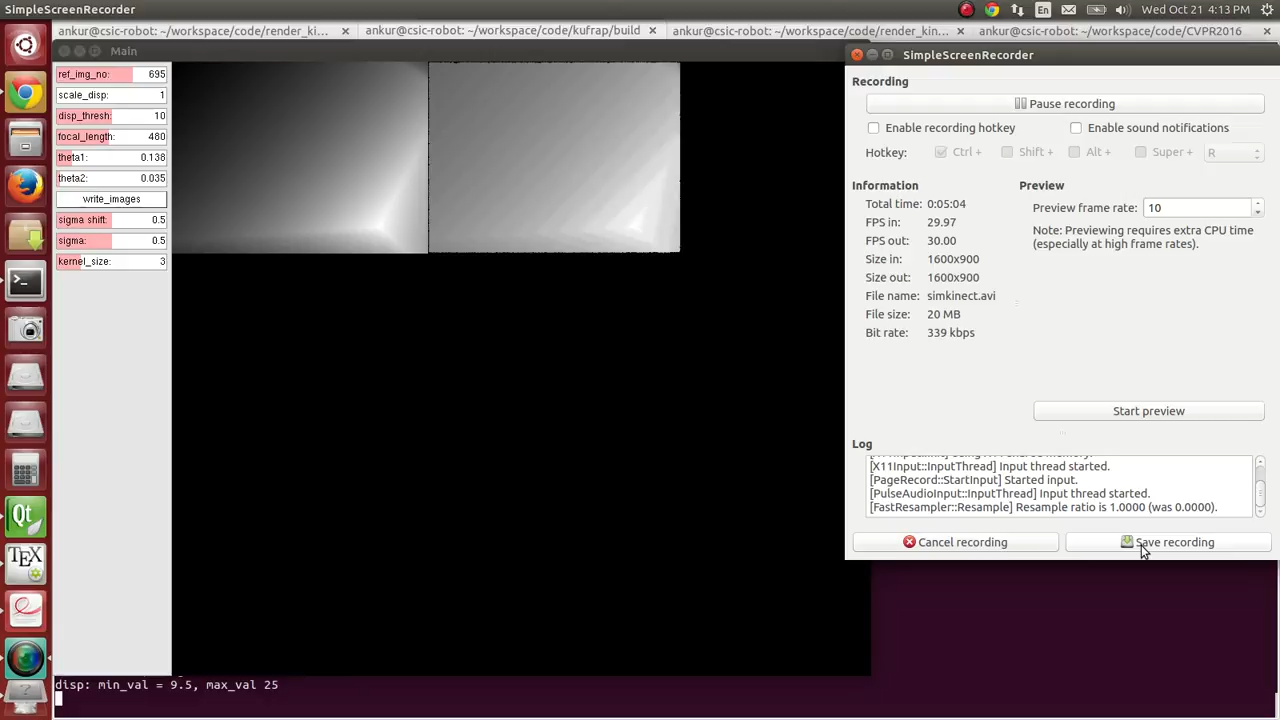 SimpleScreenRecorder
En
Wed Oct 21 4:13 PM
ankur@csic-robot: ~/workspace/code/render_ki...
ankur@csic-robot: ~/workspace/code/kufrap/build
ankur@csic-robot: ~/workspace/code/render_kin...
ankur@csic-robot: ~/workspace/code/CVPR2016
Main
ref_img_no: 695
scale_disp: 1
disp_thresh: 10
focal_length: 480
theta1: 0.138
theta2: 0.035
write_images
sigma shift: 0.5
sigma: 0.5
kernel_size: 3
SimpleScreenRecorder
Recording
Pause recording
Enable recording hotkey
Enable sound notifications
Hotkey: Ctrl + Shift + Alt + Super + R
Information
Total time: 0:05:04
FPS in: 29.97
FPS out: 30.00
Size in: 1600x900
Size out: 1600x900
File name: simkinect.avi
File size: 20 MB
Bit rate: 339 kbps
Preview
Preview frame rate: 10
Note: Previewing requires extra CPU time
(especially at high frame rates).
Start preview
Log
[X11Input::InputThread] Input thread started.
[PageRecord::StartInput] Started input.
[PulseAudioInput::InputThread] Input thread started.
[FastResampler::Resample] Resample ratio is 1.0000 (was 0.0000).
Cancel recording
Save recording
Qt
TEX
disp: min_val = 9.5, max_val 25